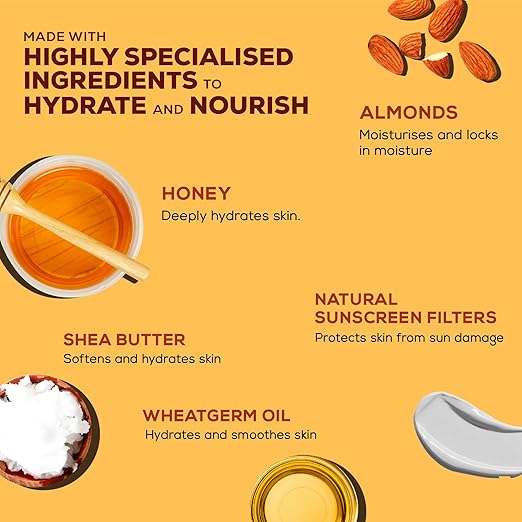 MADE WITH
HIGHLY SPECIALISED
INGREDIENTS TO
HYDRATE AND NOURISH
ALMONDS
Moisturises and locks
in moisture
HONEY
Deeply hydrates skin.
NATURAL
SUNSCREEN FILTERS
Protects skin from sun damage
SHEA BUTTER
Softens and hydrates skin
WHEATGERM OIL
Hydrates and smoothes skin